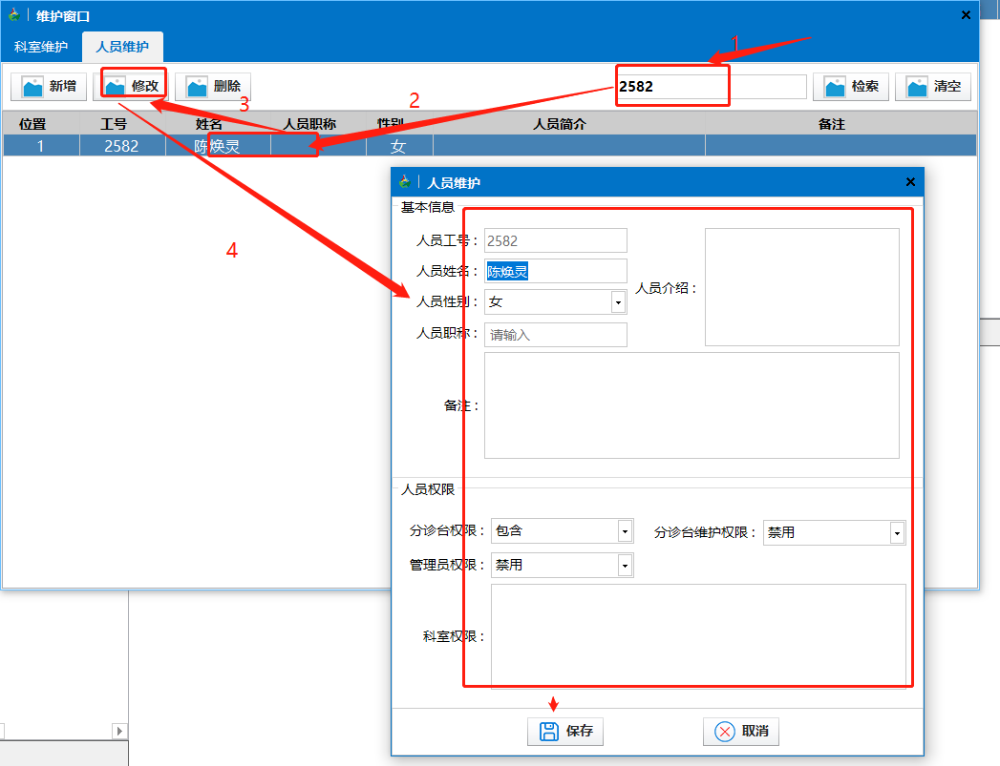 维护窗口
科室维护 人员维护
新增 修改 删除 2582 检索 清空
1
2
3
4
位置 工号 姓名 人员职称 性别 人员简介 备注
1 2582 陈焕灵 女
人员维护
基本信息
人员工号： 2582
人员姓名： 陈焕灵
人员性别： 女
人员介绍：
人员职称： 请输入
备注：
人员权限
分诊台权限： 包含 分诊台维护权限： 禁用
管理员权限： 禁用
科室权限：
保存 取消